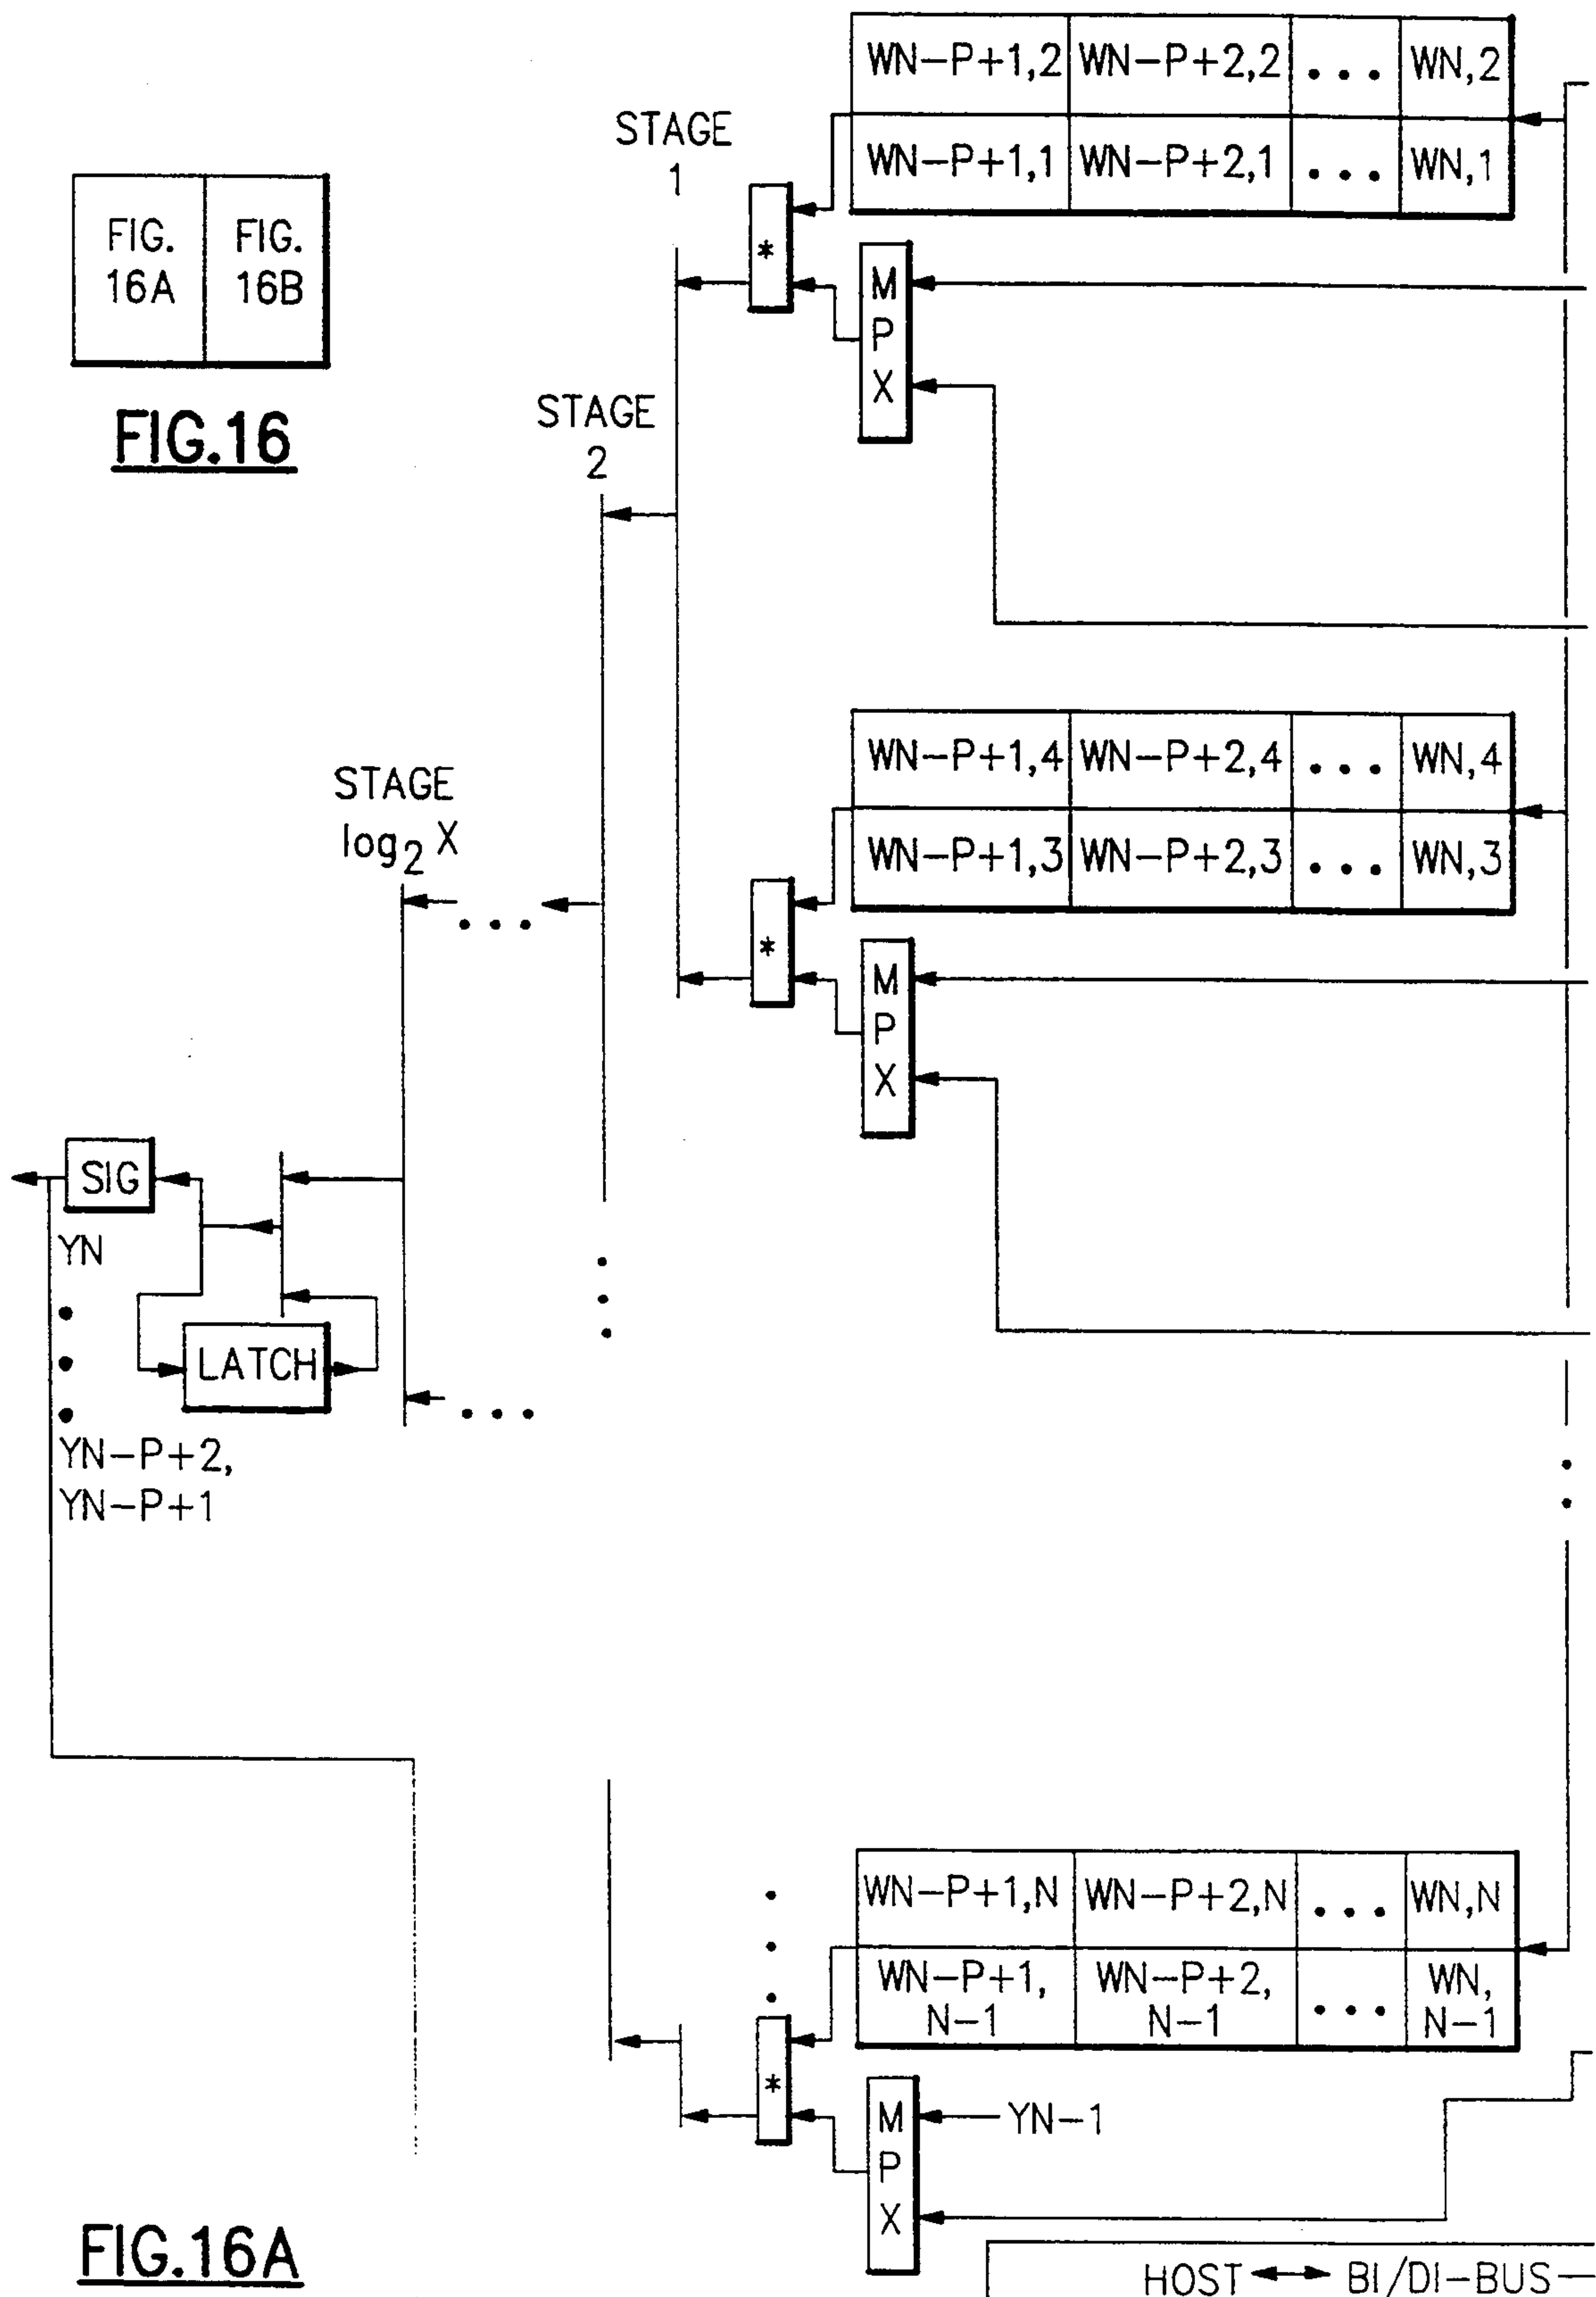 WN-P+1,2 WN-P+2,2 ... WN,2
WN-P+1,1 WN-P+2,1 ... WN,1
STAGE
1
*
M
P
X
FIG.
16A
FIG.
16B
FIG.16
STAGE
2
WN-P+1,4 WN-P+2,4 ... WN,4
WN-P+1,3 WN-P+2,3 ... WN,3
STAGE
log2 X
...
*
M
P
X
SIG
YN
LATCH
...
YN-P+2,
YN-P+1
WN-P+1,N WN-P+2,N ... WN,N
WN-P+1,
N-1
WN-P+2,
N-1
...
WN,
N-1
*
M
P
X
YN-1
FIG.16A
HOST ↔ BI/DI-BUS